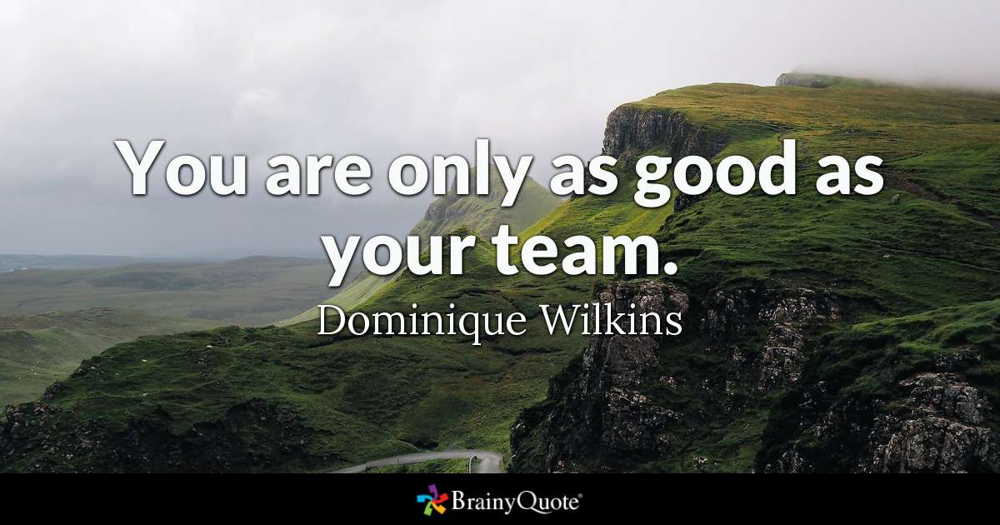 You are only as good as
your team.
Dominique Wilkins
BrainyQuote®